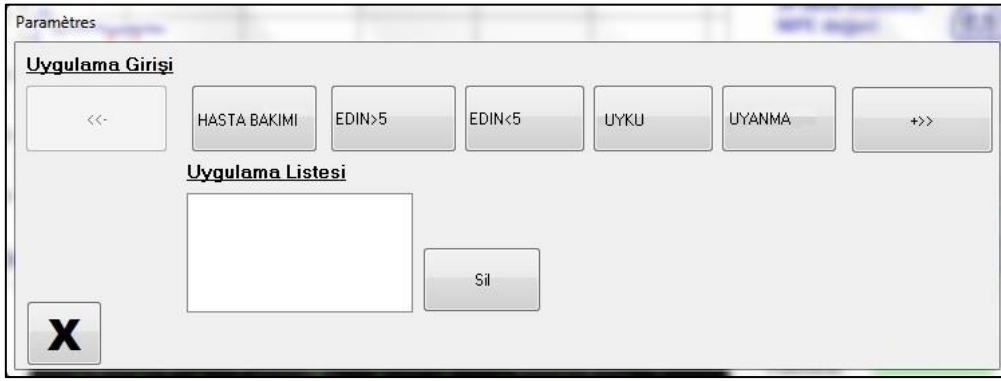 Paramètres
Uygulama Girişi
<<-
HASTA BAKIMI
EDIN>5
EDIN<5
UYKU
UYANMA
+>>
Uygulama Listesi
Sil
X